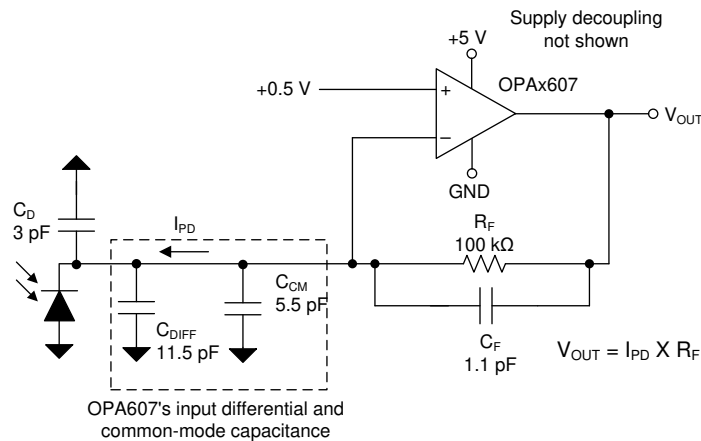 Supply decoupling
not shown
+5 V
OPAx607
+0.5 V
+
−
V_OUT
GND
C_D
3 pF
I_PD
R_F
100 kΩ
C_CM
5.5 pF
C_DIFF
11.5 pF
C_F
1.1 pF
V_OUT = I_PD X R_F
OPA607's input differential and
common-mode capacitance